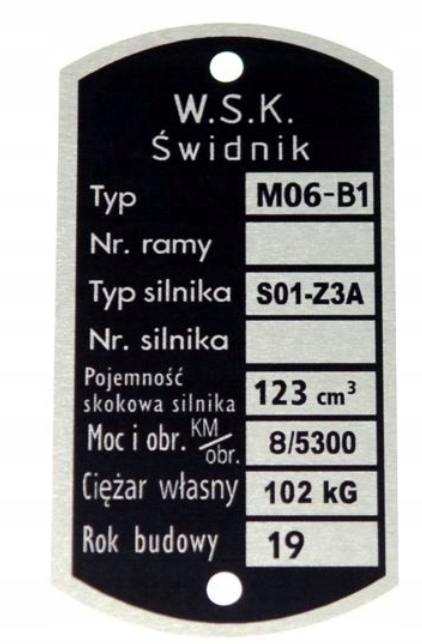 W.S.K.
Świdnik
Typ M06-B1
Nr. ramy
Typ silnika S01-Z3A
Nr. silnika
Pojemność
skokowa silnika 123 cm³
Moc i obr. KM/obr. 8/5300
Ciężar własny 102 kG
Rok budowy 19